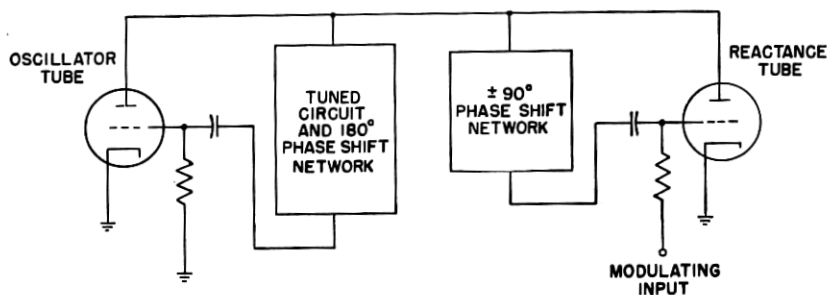 OSCILLATOR
TUBE
TUNED
CIRCUIT
AND 180°
PHASE SHIFT
NETWORK
± 90°
PHASE SHIFT
NETWORK
REACTANCE
TUBE
MODULATING
INPUT